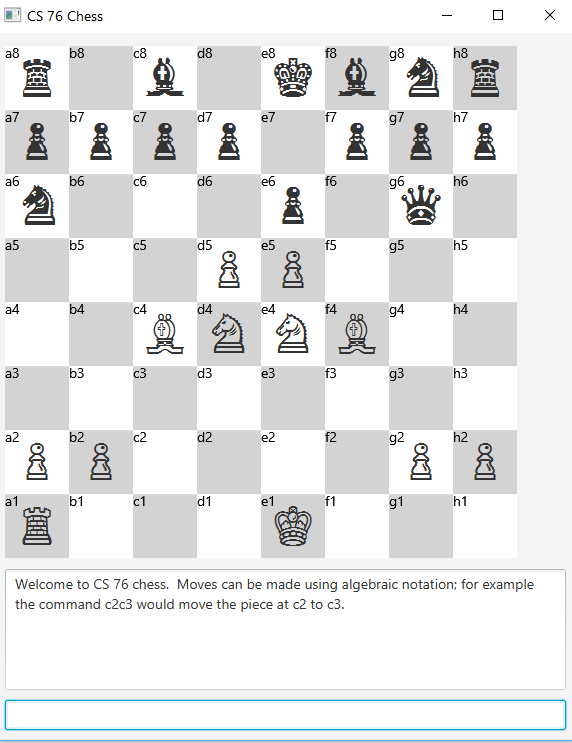 CS 76 Chess
a8 b8 c8 d8 e8 f8 g8 h8
a7 b7 c7 d7 e7 f7 g7 h7
a6 b6 c6 d6 e6 f6 g6 h6
a5 b5 c5 d5 e5 f5 g5 h5
a4 b4 c4 d4 e4 f4 g4 h4
a3 b3 c3 d3 e3 f3 g3 h3
a2 b2 c2 d2 e2 f2 g2 h2
a1 b1 c1 d1 e1 f1 g1 h1
Welcome to CS 76 chess.  Moves can be made using algebraic notation; for example
the command c2c3 would move the piece at c2 to c3.